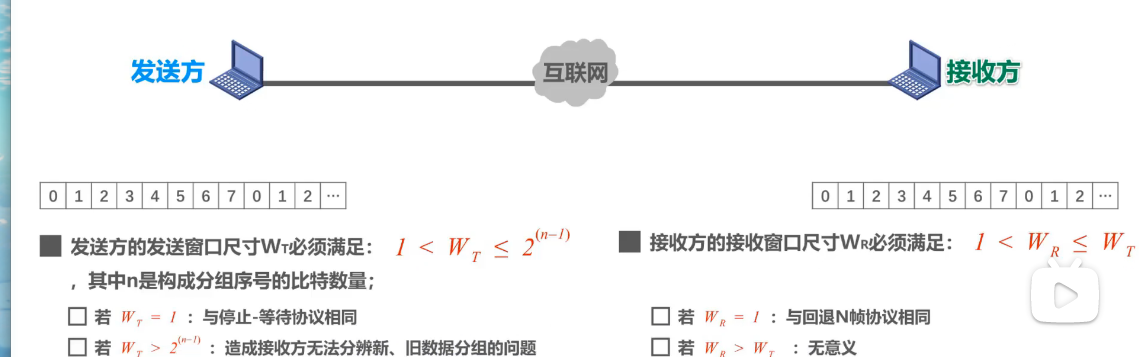 发送方
互联网
接收方
0 1 2 3 4 5 6 7 0 1 2 …
0 1 2 3 4 5 6 7 0 1 2 …
发送方的发送窗口尺寸W_T必须满足： 1 < W_T ≤ 2^(n-1)
，其中n是构成分组序号的比特数量；
若 W_T = 1 ：与停止-等待协议相同
若 W_T > 2^(n-1) ：造成接收方无法分辨新、旧数据分组的问题
接收方的接收窗口尺寸W_R必须满足： 1 < W_R ≤ W_T
若 W_R = 1 ：与回退N帧协议相同
若 W_R > W_T ：无意义